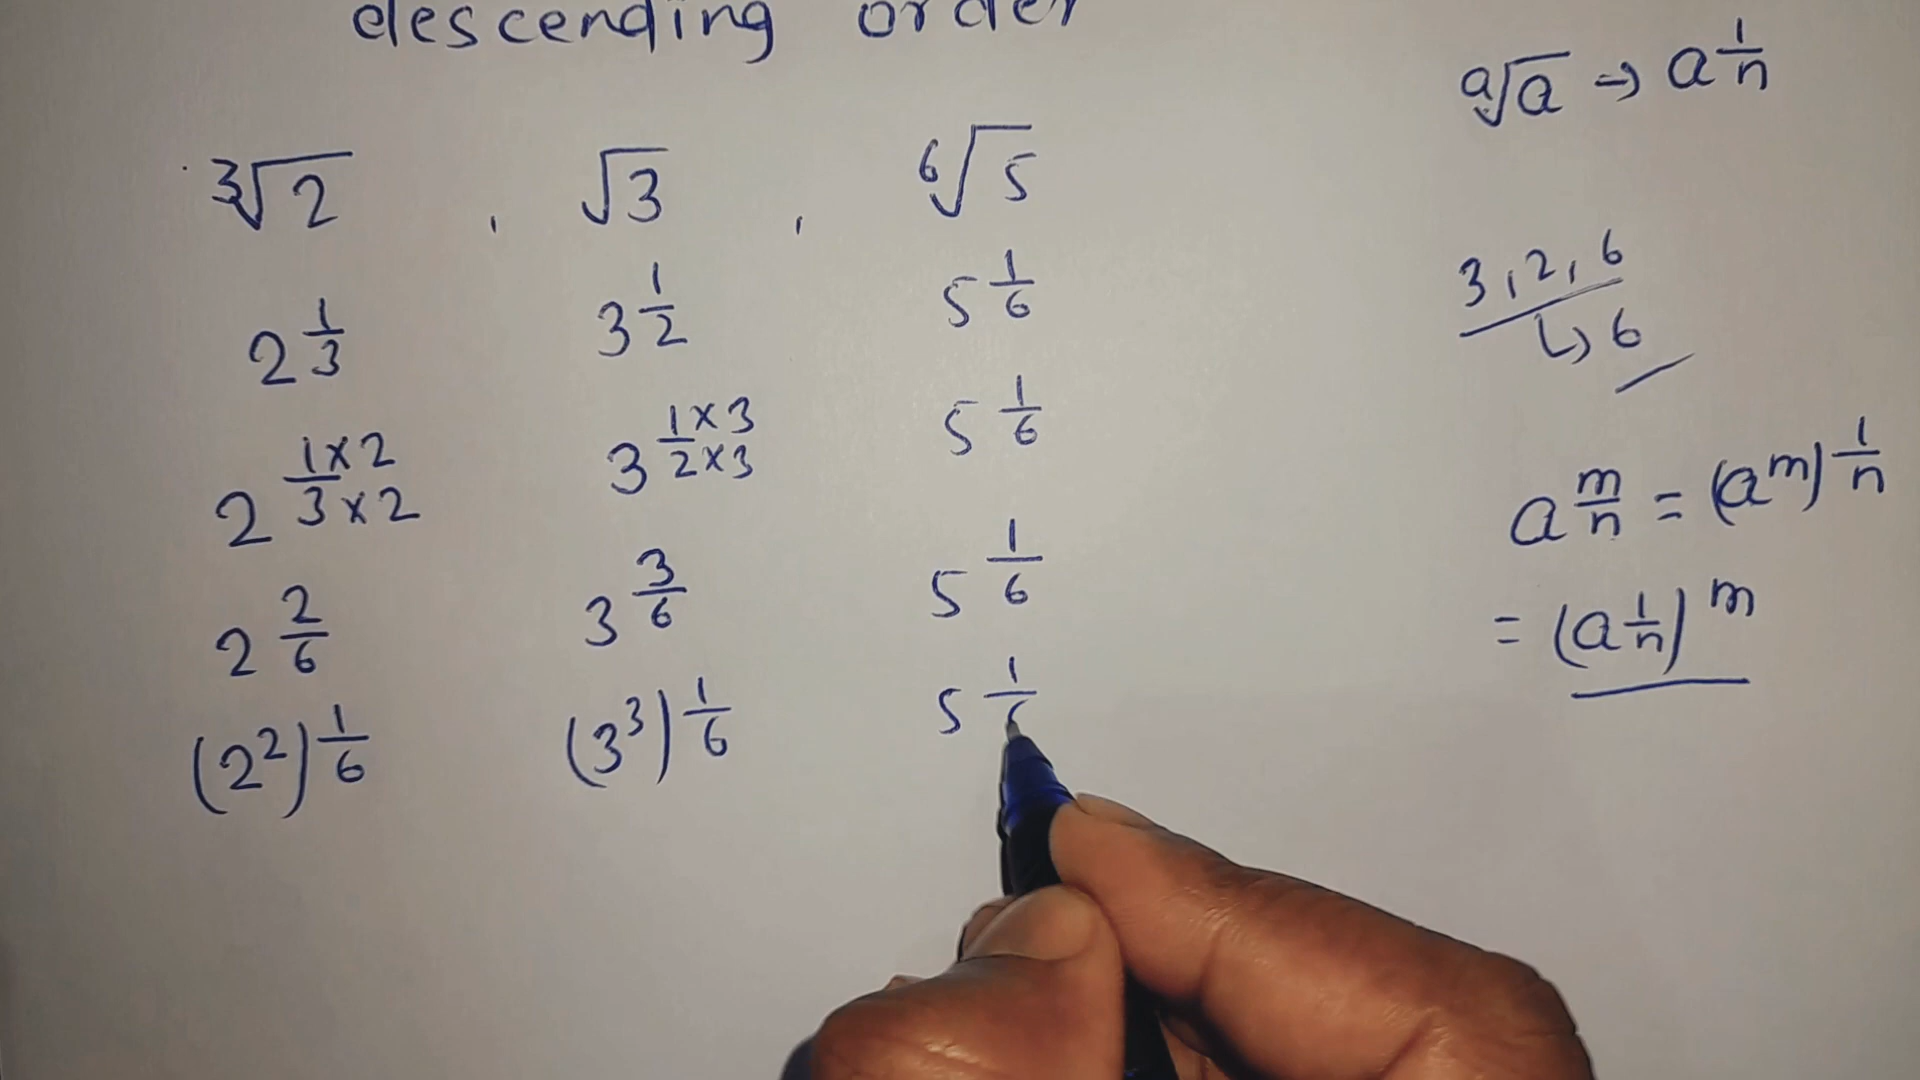 descending order
∛2 , √3 , ⁶√5
2^(1/3) 3^(1/2) 5^(1/6)
2^((1×2)/(3×2)) 3^((1×3)/(2×3)) 5^(1/6)
2^(2/6) 3^(3/6) 5^(1/6)
(2²)^(1/6) (3³)^(1/6) 5^(1/6)
ᵃ√a → a^(1/n)
3, 2, 6
↳ 6
a^(m/n) = (a^m)^(1/n)
= (a^(1/n))^m